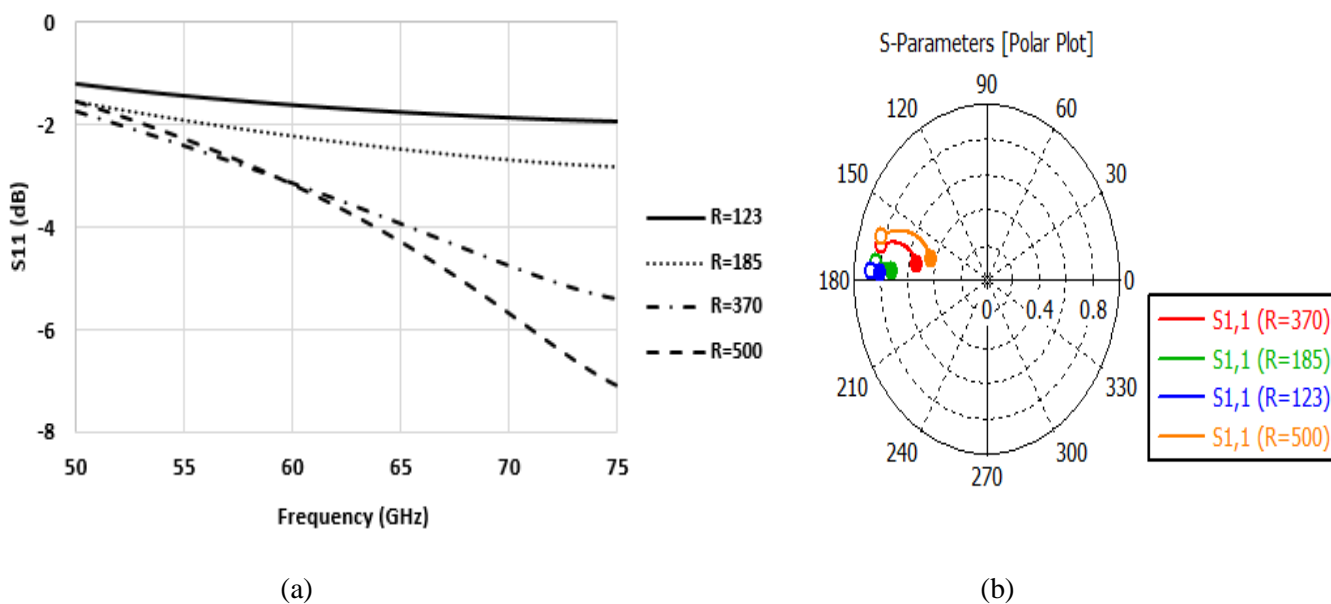 0
-2
-4
-6
-8
S11 (dB)
50 55 60 65 70 75
Frequency (GHz)
R=123
R=185
R=370
R=500
(a)
S-Parameters [Polar Plot]
90
120 60
150 30
180 0
0 0.4 0.8
210 330
240 300
270
S1,1 (R=370)
S1,1 (R=185)
S1,1 (R=123)
S1,1 (R=500)
(b)